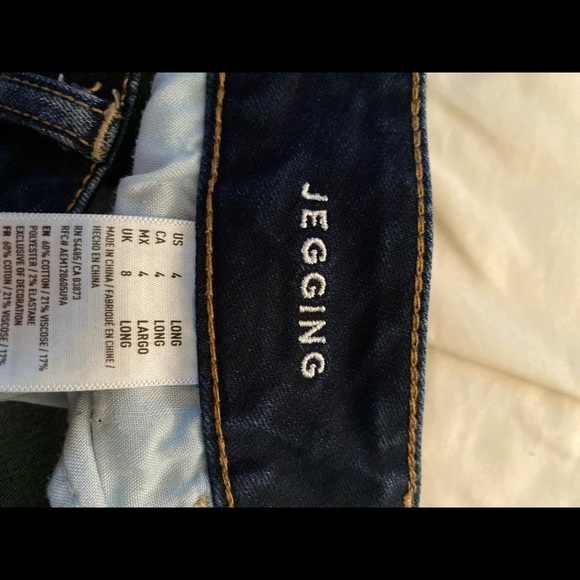 JEGGING
US 4 LONG
CA 4 LONG
MX 4 LARGO
UK 8 LONG
MADE IN CHINA / FABRIQUÉ EN CHINE /
HECHO EN CHINA
RN 54485/CA 03873
RFC# AEM120605U9A
EN 60% COTTON / 21% VISCOSE / 17%
POLYESTER / 2% ELASTANE
EXCLUSIVE OF DECORATION
FR 60% COTON / 21% VISCOSE / 17%